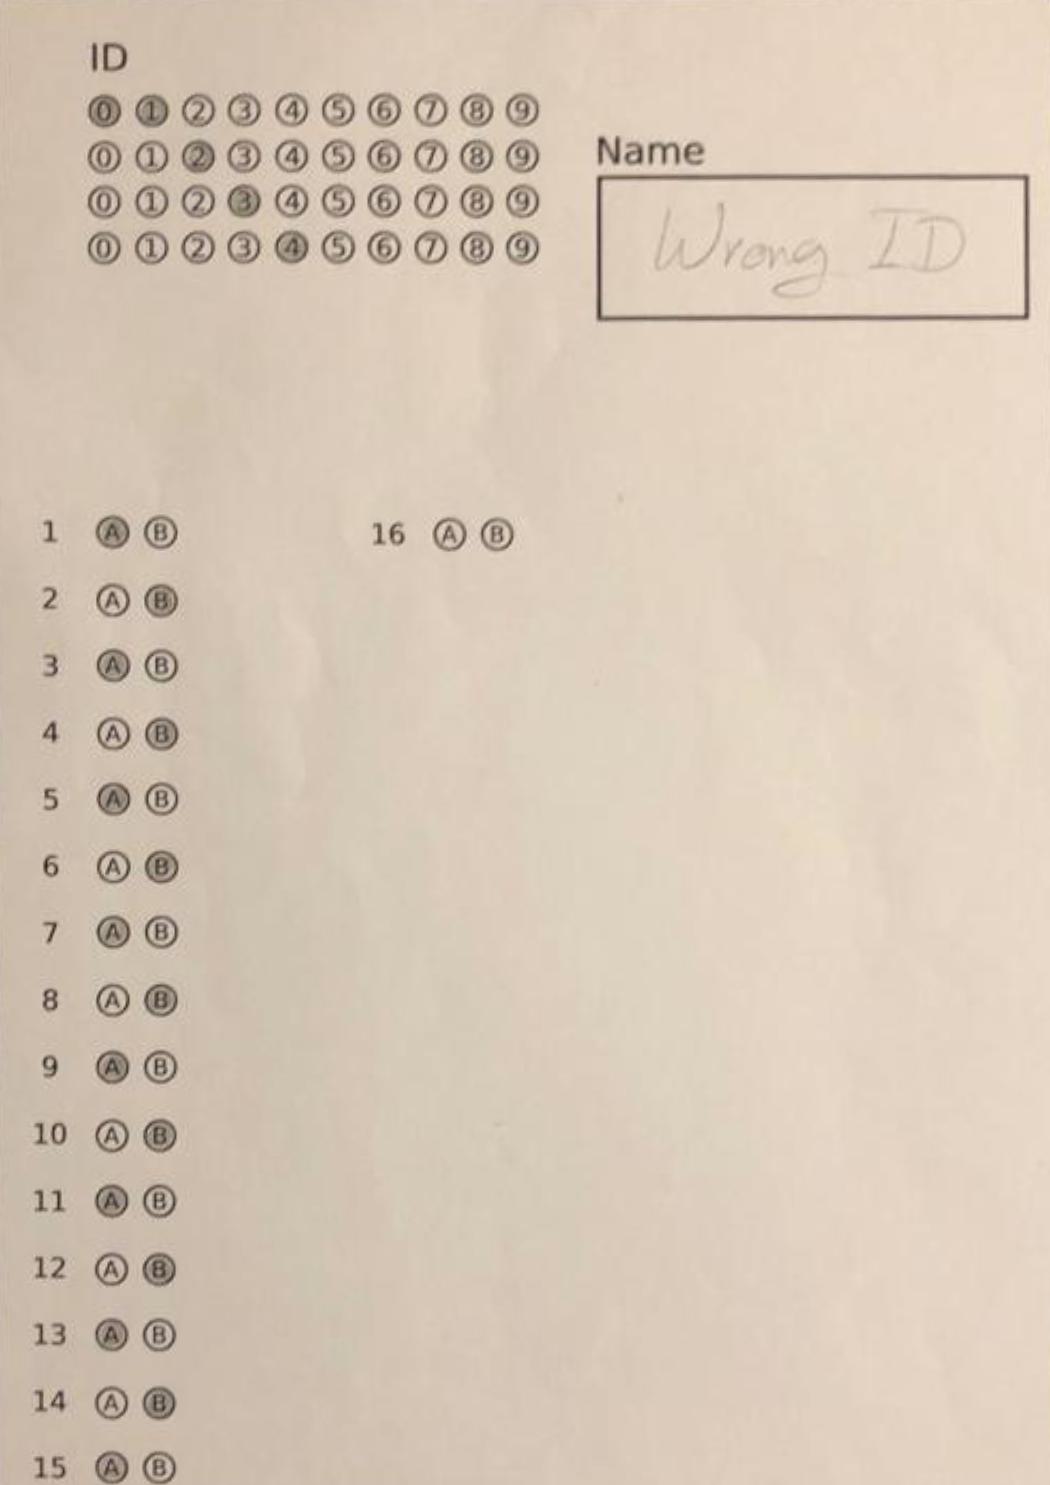 ID
0 1 2 3 4 5 6 7 8 9
0 1 2 3 4 5 6 7 8 9
0 1 2 3 4 5 6 7 8 9
0 1 2 3 4 5 6 7 8 9
Name
Wrong ID
1 A B
2 A B
3 A B
4 A B
5 A B
6 A B
7 A B
8 A B
9 A B
10 A B
11 A B
12 A B
13 A B
14 A B
15 A B
16 A B